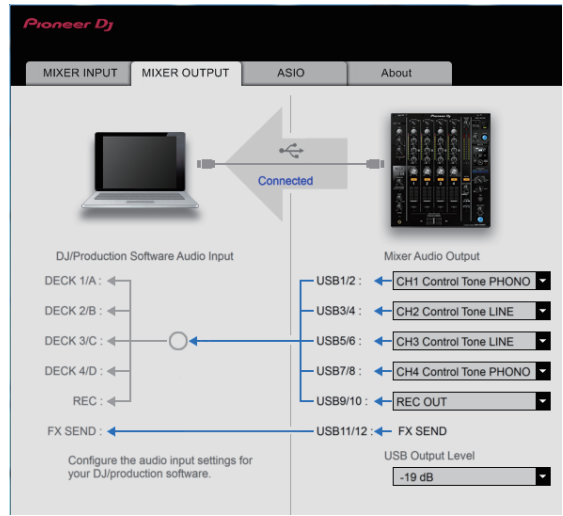 Pioneer Dj
MIXER INPUT
MIXER OUTPUT
ASIO
About
Connected
DJ/Production Software Audio Input
Mixer Audio Output
DECK 1/A :
USB1/2 :
CH1 Control Tone PHONO
DECK 2/B :
USB3/4 :
CH2 Control Tone LINE
DECK 3/C :
USB5/6 :
CH3 Control Tone LINE
DECK 4/D :
USB7/8 :
CH4 Control Tone PHONO
REC :
USB9/10 :
REC OUT
FX SEND :
USB11/12 :
FX SEND
Configure the audio input settings for
your DJ/production software.
USB Output Level
-19 dB